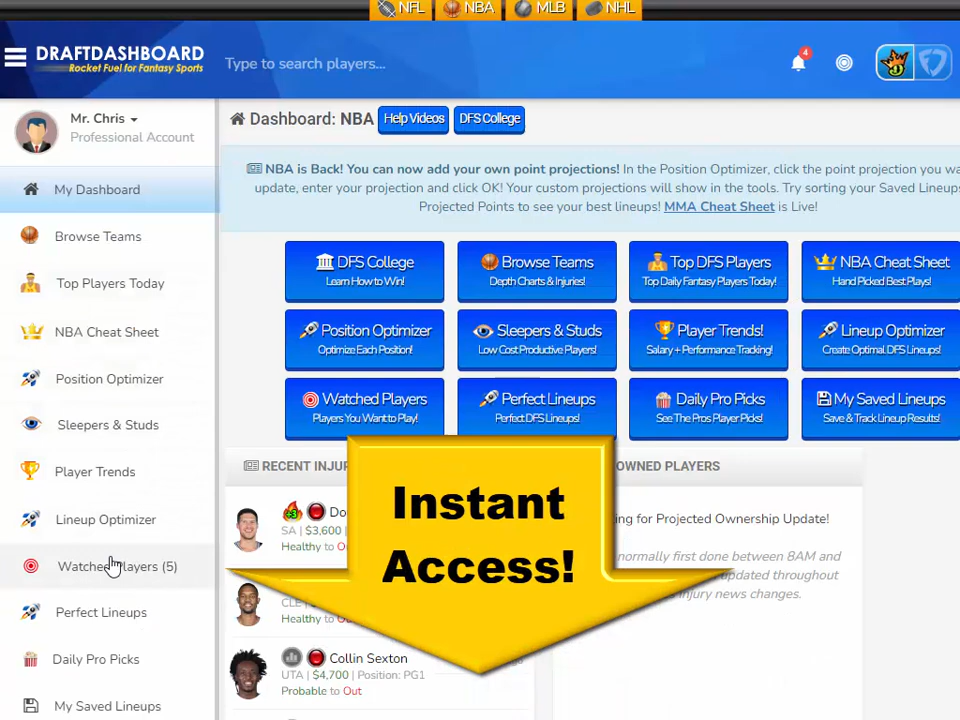 NFL NBA MLB NHL
DRAFTDASHBOARD
Rocket Fuel for Fantasy Sports
Type to search players...
4
Mr. Chris
Professional Account
Dashboard: NBA Help Videos DFS College
My Dashboard
Browse Teams
Top Players Today
NBA Cheat Sheet
Position Optimizer
Sleepers & Studs
Player Trends
Lineup Optimizer
Watched Players (5)
Perfect Lineups
Daily Pro Picks
My Saved Lineups
NBA is Back! You can now add your own point projections! In the Position Optimizer, click the point projection you wa
update, enter your projection and click OK! Your custom projections will show in the tools. Try sorting your Saved Lineups
Projected Points to see your best lineups! MMA Cheat Sheet is Live!
DFS College
Learn How to Win!
Browse Teams
Depth Charts & Injuries!
Top DFS Players
Top Daily Fantasy Players Today!
NBA Cheat Sheet
Hand Picked Best Plays!
Position Optimizer
Optimize Each Position!
Sleepers & Studs
Low Cost Productive Players!
Player Trends!
Salary + Performance Tracking!
Lineup Optimizer
Create Optimal DFS Lineups!
Watched Players
Players You Want to Play!
Perfect Lineups
Perfect DFS Lineups!
Daily Pro Picks
See The Pros Player Picks!
My Saved Lineups
Save & Track Lineup Results!
RECENT INJUR
OWNED PLAYERS
Instant
Access!
Do
SA | $3,600
Healthy to Ou
CLE
Healthy to Ou
Collin Sexton
UTA | $4,700 | Position: PG1
Probable to Out
ng for Projected Ownership Update!
normally first done between 8AM and
updated throughout
injury news changes.